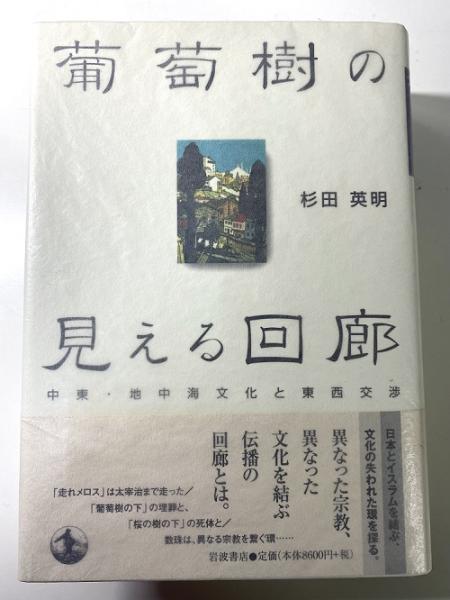 葡萄樹の
杉田 英明
見える回廊
中東・地中海文化と東西交渉
日本とイスラムを結ぶ、
文化の失われた環を探る。
異なった宗教、
異なった
文化を結ぶ
伝播の
回廊とは。
「走れメロス」は太宰治まで走った/
「葡萄樹の下」の埋罪と、
「桜の樹の下」の死体と/
数珠は、異なる宗教を繋ぐ環……
岩波書店●定価(本体8600円+税)